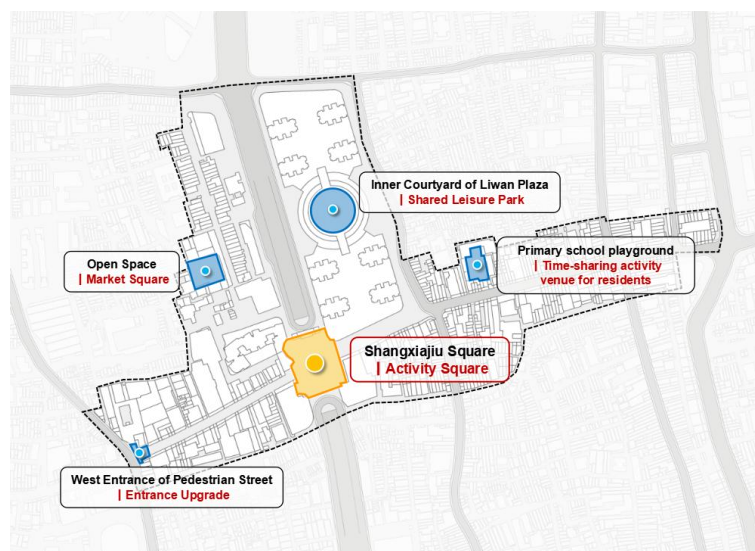 Inner Courtyard of Liwan Plaza
| Shared Leisure Park
Primary school playground
| Time-sharing activity
venue for residents
Open Space
| Market Square
Shangxiajiu Square
| Activity Square
West Entrance of Pedestrian Street
| Entrance Upgrade